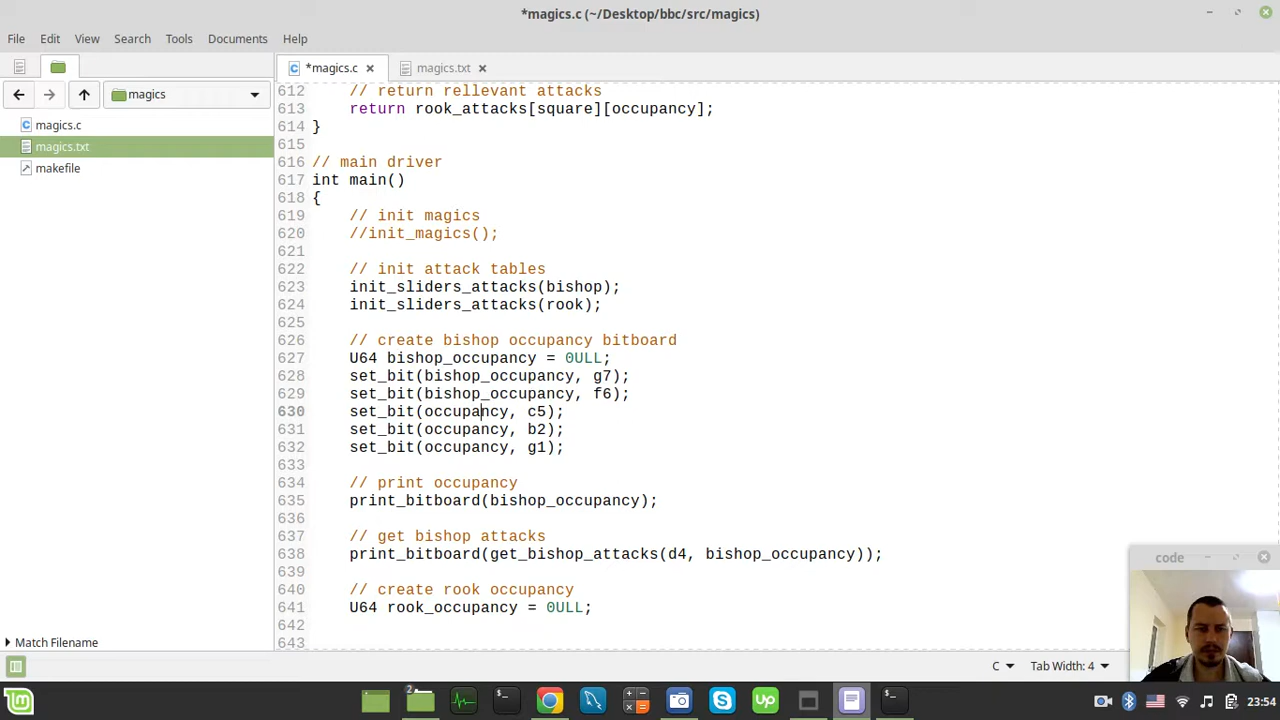 *magics.c (~/Desktop/bbc/src/magics)
File Edit View Search Tools Documents Help
*magics.c magics.txt
magics
magics.c
magics.txt
makefile
612 // return rellevant attacks
613 return rook_attacks[square][occupancy];
614 }
615
616 // main driver
617 int main()
618 {
619 // init magics
620 //init_magics();
621
622 // init attack tables
623 init_sliders_attacks(bishop);
624 init_sliders_attacks(rook);
625
626 // create bishop occupancy bitboard
627 U64 bishop_occupancy = 0ULL;
628 set_bit(bishop_occupancy, g7);
629 set_bit(bishop_occupancy, f6);
630 set_bit(occupancy, c5);
631 set_bit(occupancy, b2);
632 set_bit(occupancy, g1);
633
634 // print occupancy
635 print_bitboard(bishop_occupancy);
636
637 // get bishop attacks
638 print_bitboard(get_bishop_attacks(d4, bishop_occupancy));
639
640 // create rook occupancy
641 U64 rook_occupancy = 0ULL;
642
643
code
Match Filename
C Tab Width: 4
2
23:54